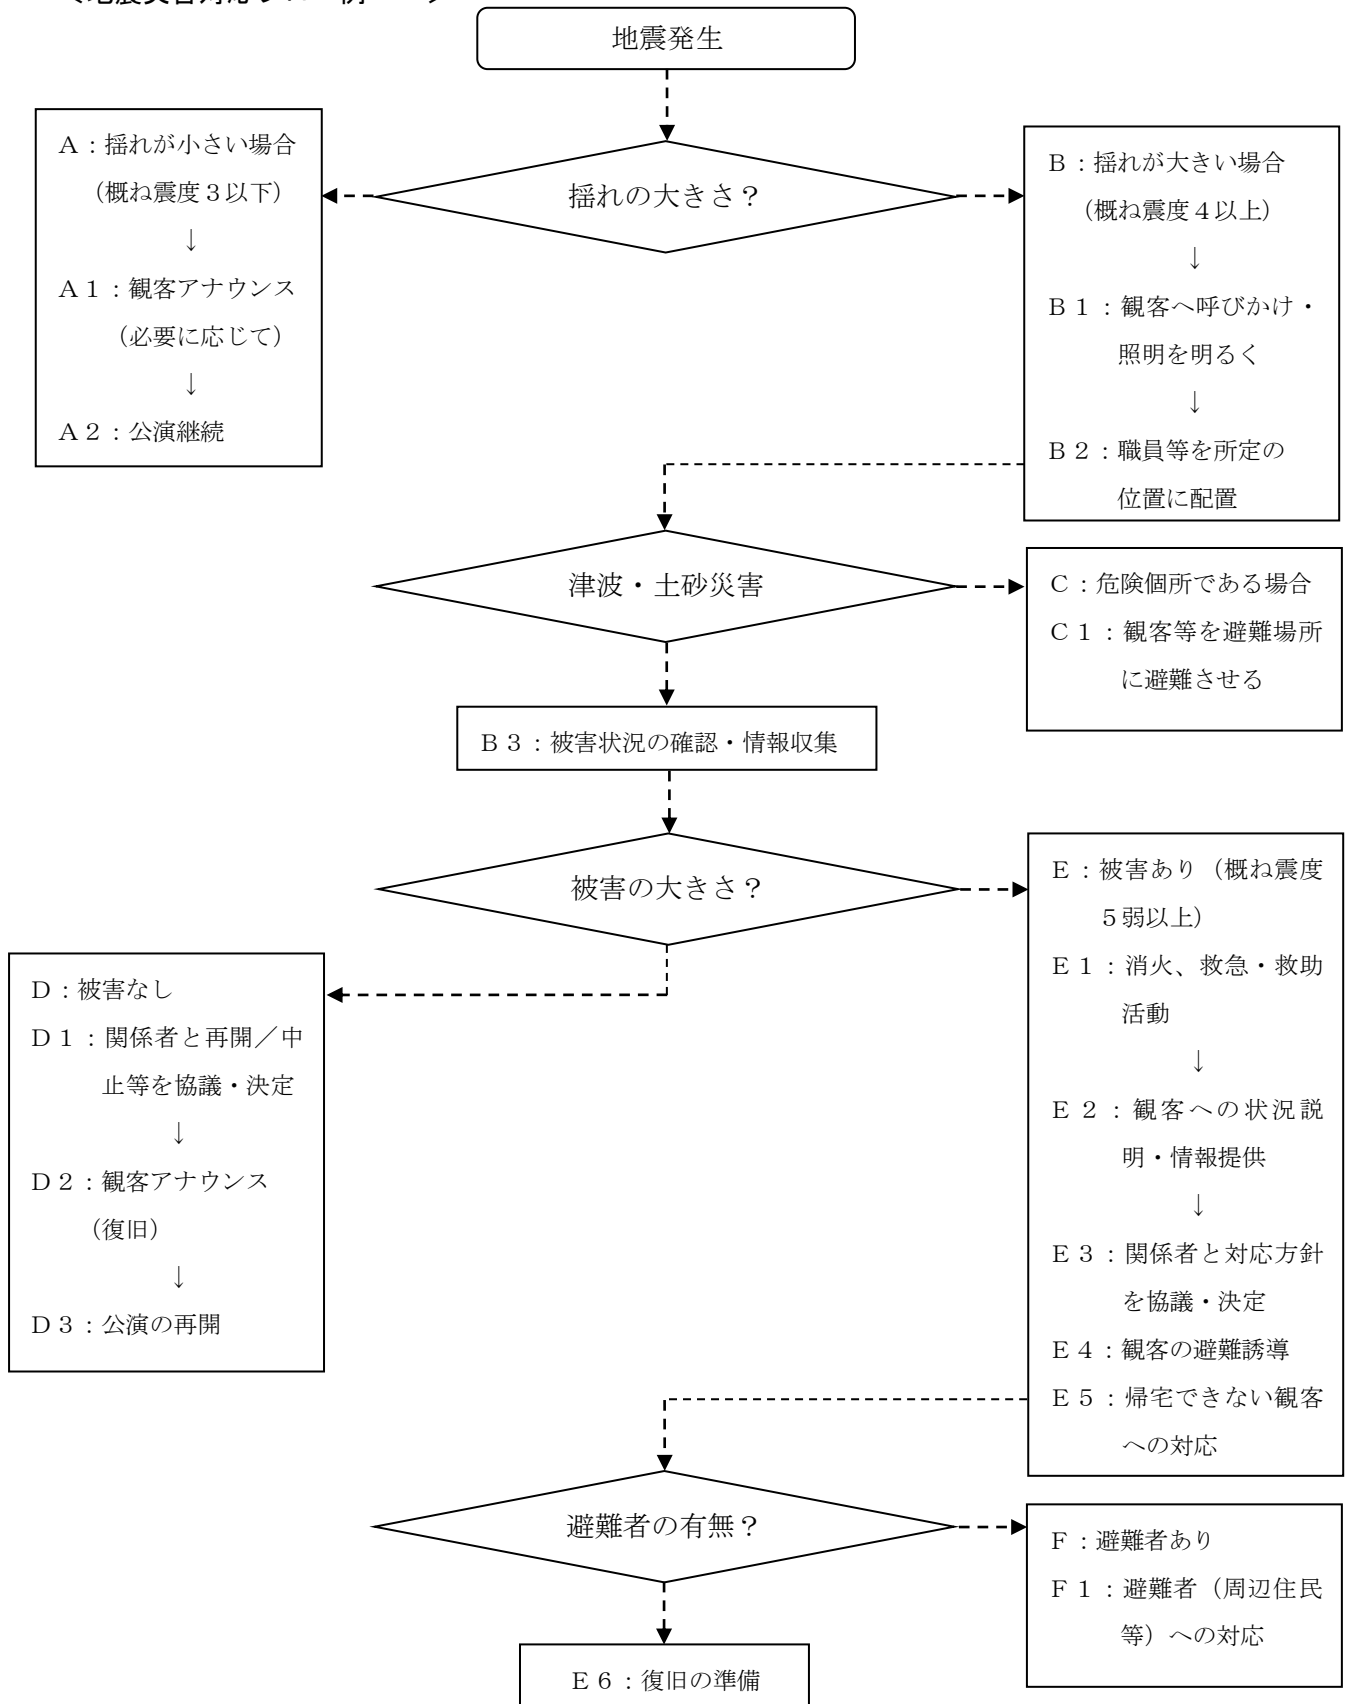 地震発生
揺れの大きさ？
A：揺れが小さい場合
（概ね震度３以下）
↓
A１：観客アナウンス
（必要に応じて）
↓
A２：公演継続
B：揺れが大きい場合
（概ね震度４以上）
↓
B１：観客へ呼びかけ・
照明を明るく
↓
B２：職員等を所定の
位置に配置
津波・土砂災害
C：危険個所である場合
C１：観客等を避難場所
に避難させる
B３：被害状況の確認・情報収集
被害の大きさ？
D：被害なし
D１：関係者と再開／中
止等を協議・決定
↓
D２：観客アナウンス
（復旧）
↓
D３：公演の再開
E：被害あり（概ね震度
５弱以上）
E１：消火、救急・救助
活動
↓
E２：観客への状況説
明・情報提供
↓
E３：関係者と対応方針
を協議・決定
E４：観客の避難誘導
E５：帰宅できない観客
への対応
避難者の有無？
F：避難者あり
F１：避難者（周辺住民
等）への対応
E６：復旧の準備